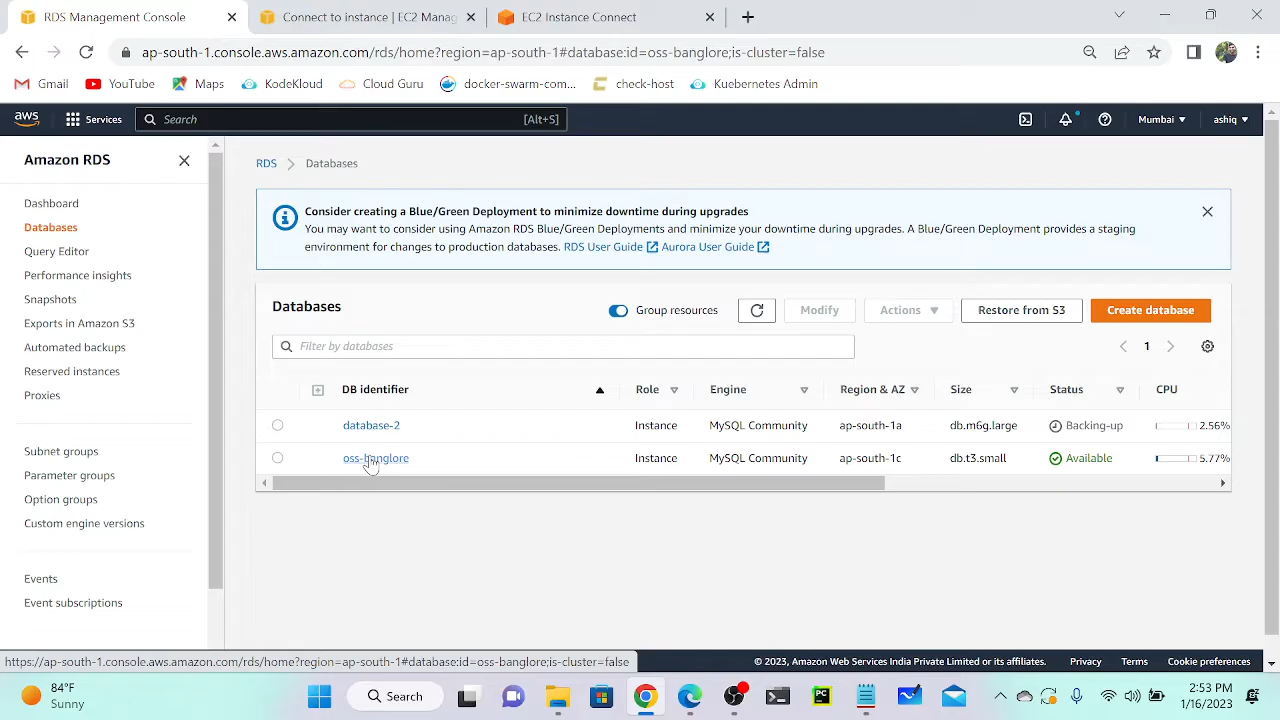 RDS Management Console
Connect to instance | EC2 Manag
EC2 Instance Connect
ap-south-1.console.aws.amazon.com/rds/home?region=ap-south-1#database:id=oss-banglore;is-cluster=false
Gmail
YouTube
Maps
KodeKloud
Cloud Guru
docker-swarm-com...
check-host
Kuebernetes Admin
aws
Services
Search
[Alt+S]
Mumbai
ashiq
Amazon RDS
Dashboard
Databases
Query Editor
Performance insights
Snapshots
Exports in Amazon S3
Automated backups
Reserved instances
Proxies
Subnet groups
Parameter groups
Option groups
Custom engine versions
Events
Event subscriptions
RDS
Databases
Consider creating a Blue/Green Deployment to minimize downtime during upgrades
You may want to consider using Amazon RDS Blue/Green Deployments and minimize your downtime during upgrades. A Blue/Green Deployment provides a staging
environment for changes to production databases. RDS User Guide Aurora User Guide
Databases
Group resources
Modify
Actions
Restore from S3
Create database
Filter by databases
1
DB identifier Role Engine Region & AZ Size Status CPU
database-2 Instance MySQL Community ap-south-1a db.m6g.large Backing-up 2.56%
oss-banglore Instance MySQL Community ap-south-1c db.t3.small Available 5.77%
https://ap-south-1.console.aws.amazon.com/rds/home?region=ap-south-1#database:id=oss-banglore;is-cluster=false
© 2023, Amazon Web Services India Private Limited or its affiliates.
Privacy
Terms
Cookie preferences
84°F
Sunny
Search
PC
2:53 PM
1/16/2023